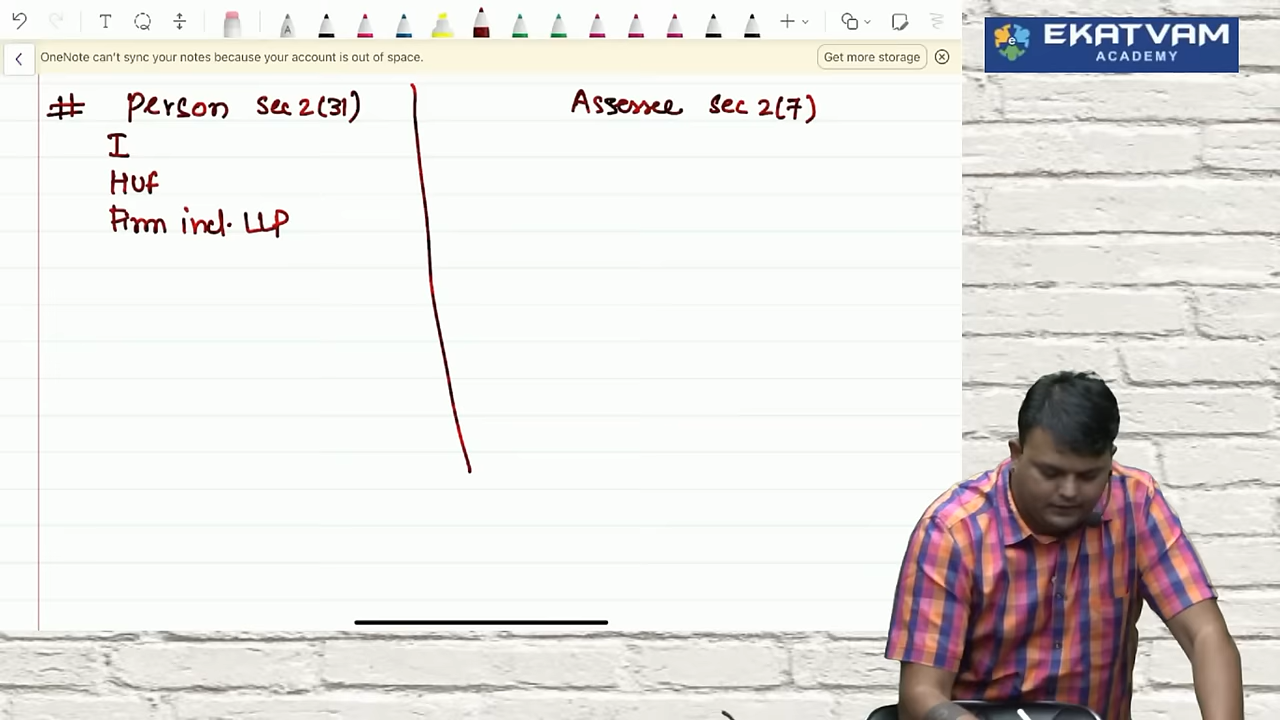 OneNote can't sync your notes because your account is out of space.
Get more storage
EKATVAM
ACADEMY
# Person sec 2(31)
Assessee sec 2(7)
I
HUf
Firm incl. LLP